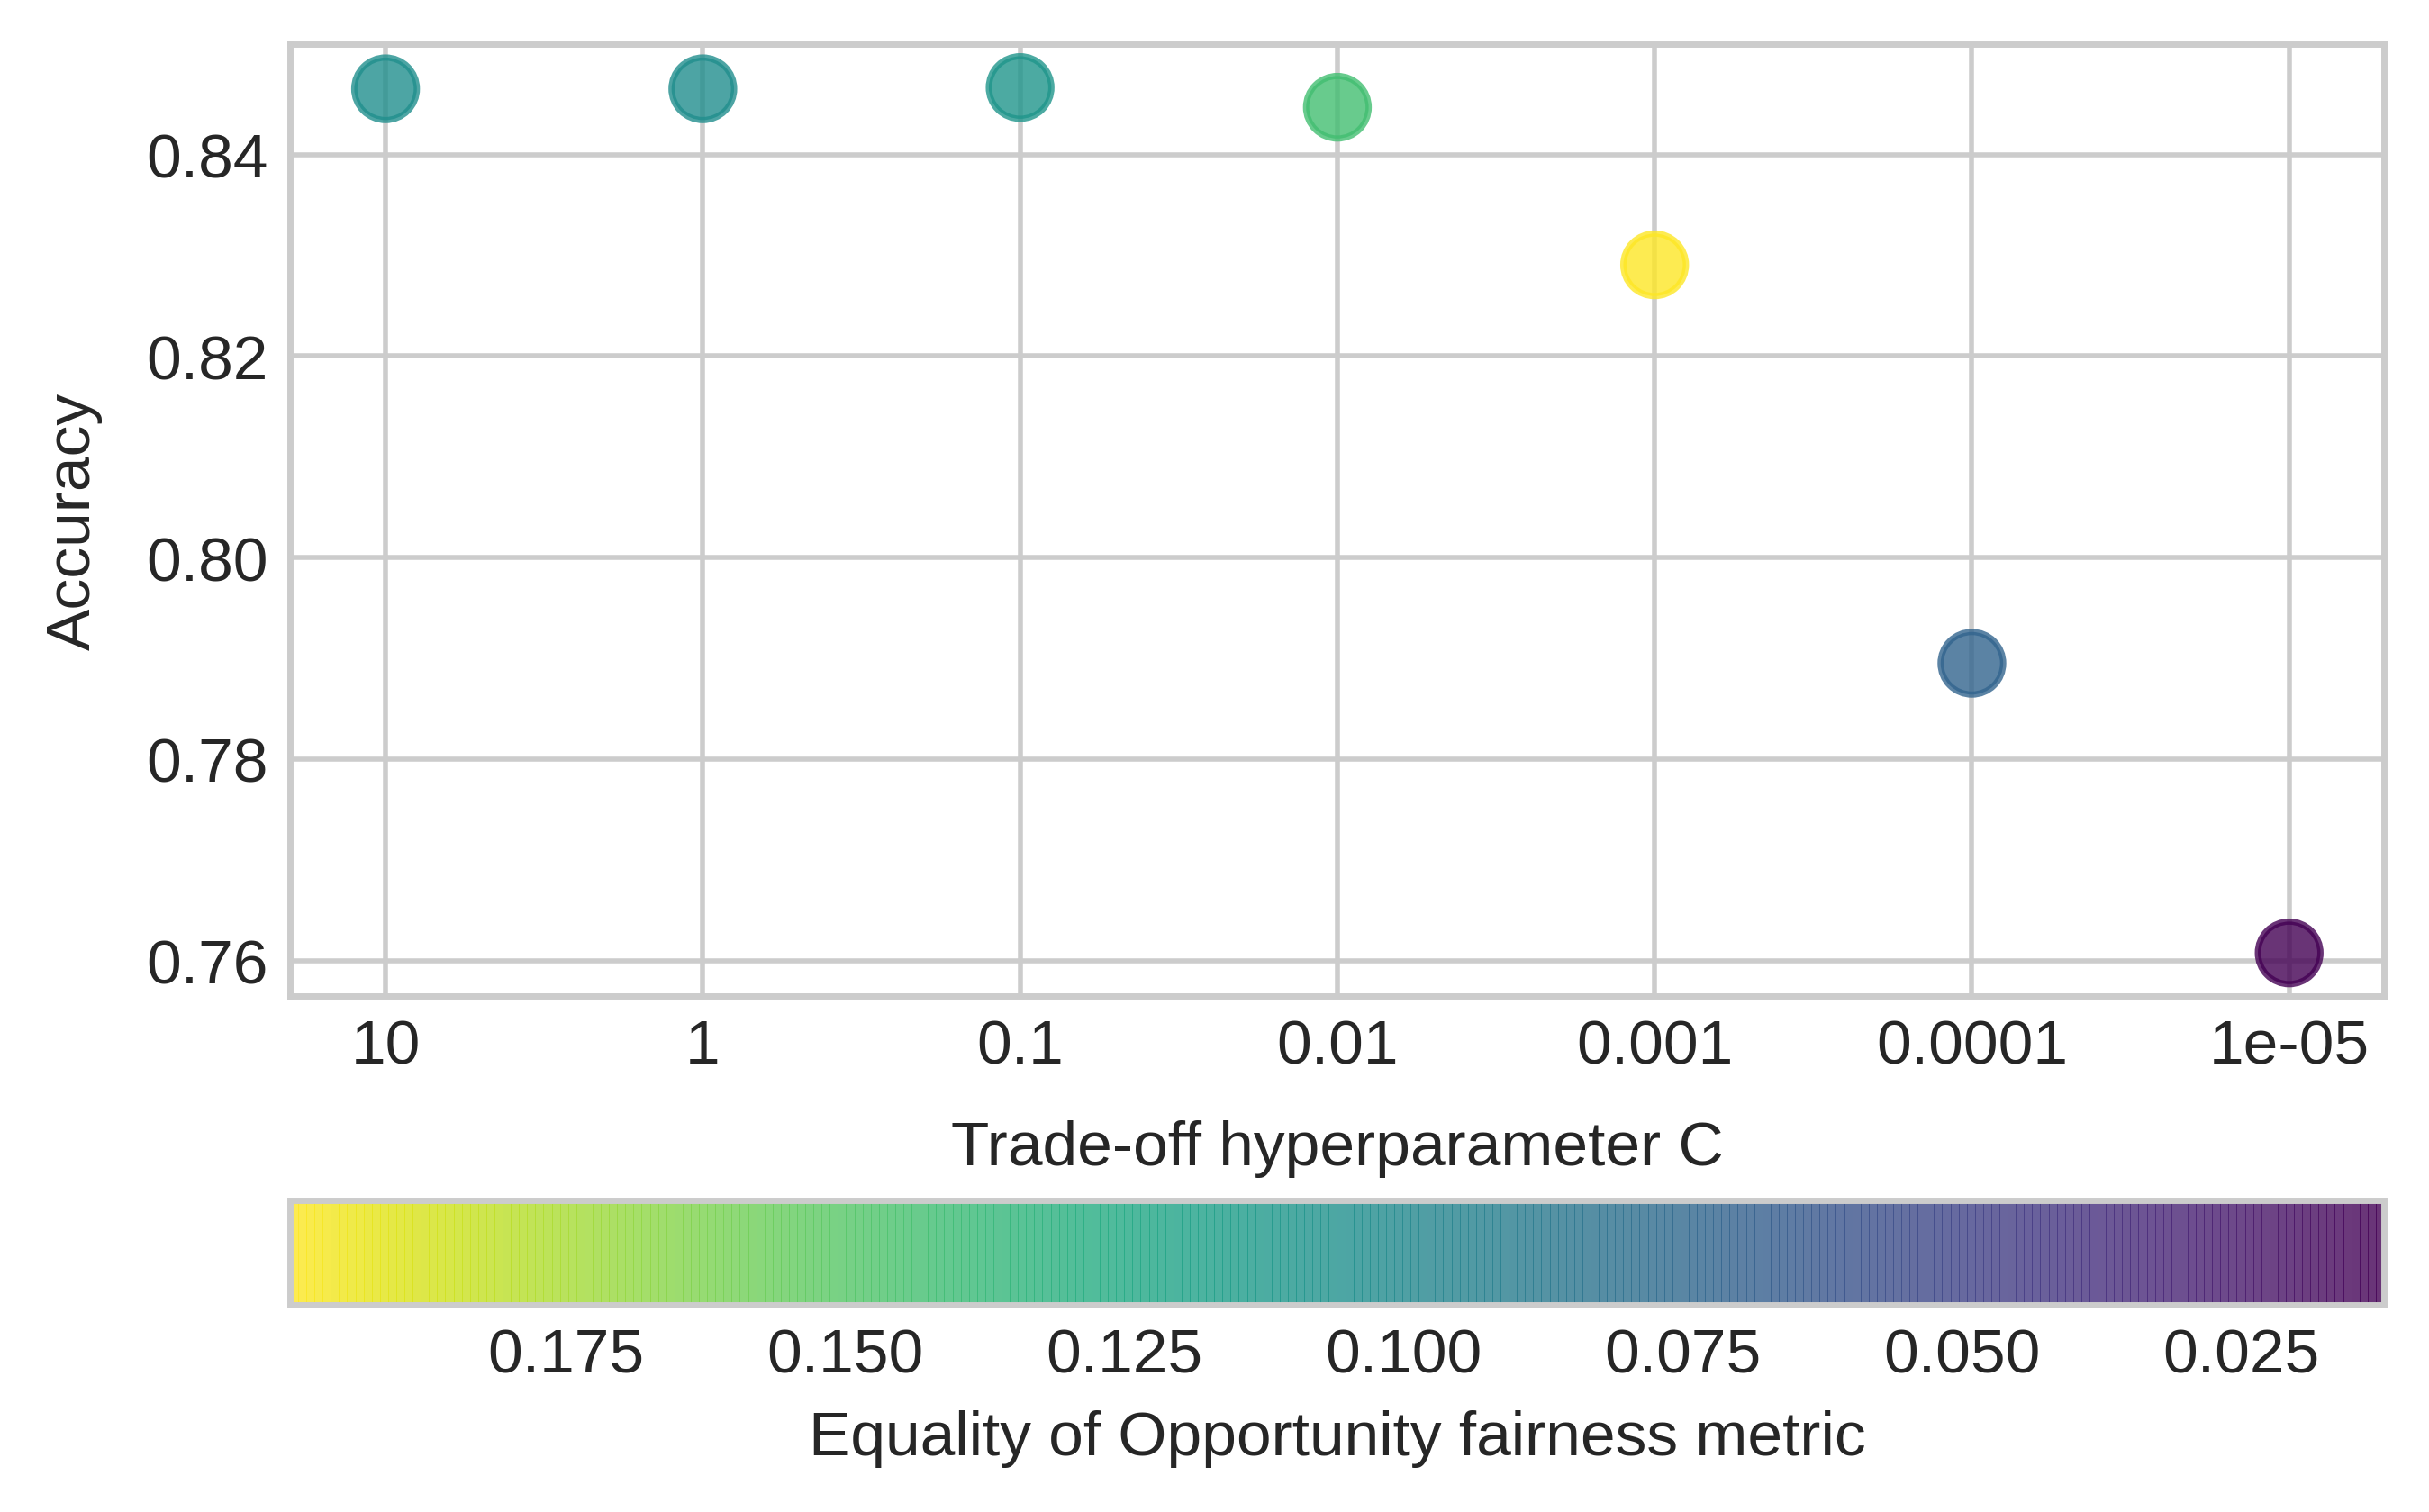 0.84
0.82
0.80
0.78
0.76
Accuracy
10 1 0.1 0.01 0.001 0.0001 1e-05
Trade-off hyperparameter C
0.175 0.150 0.125 0.100 0.075 0.050 0.025
Equality of Opportunity fairness metric